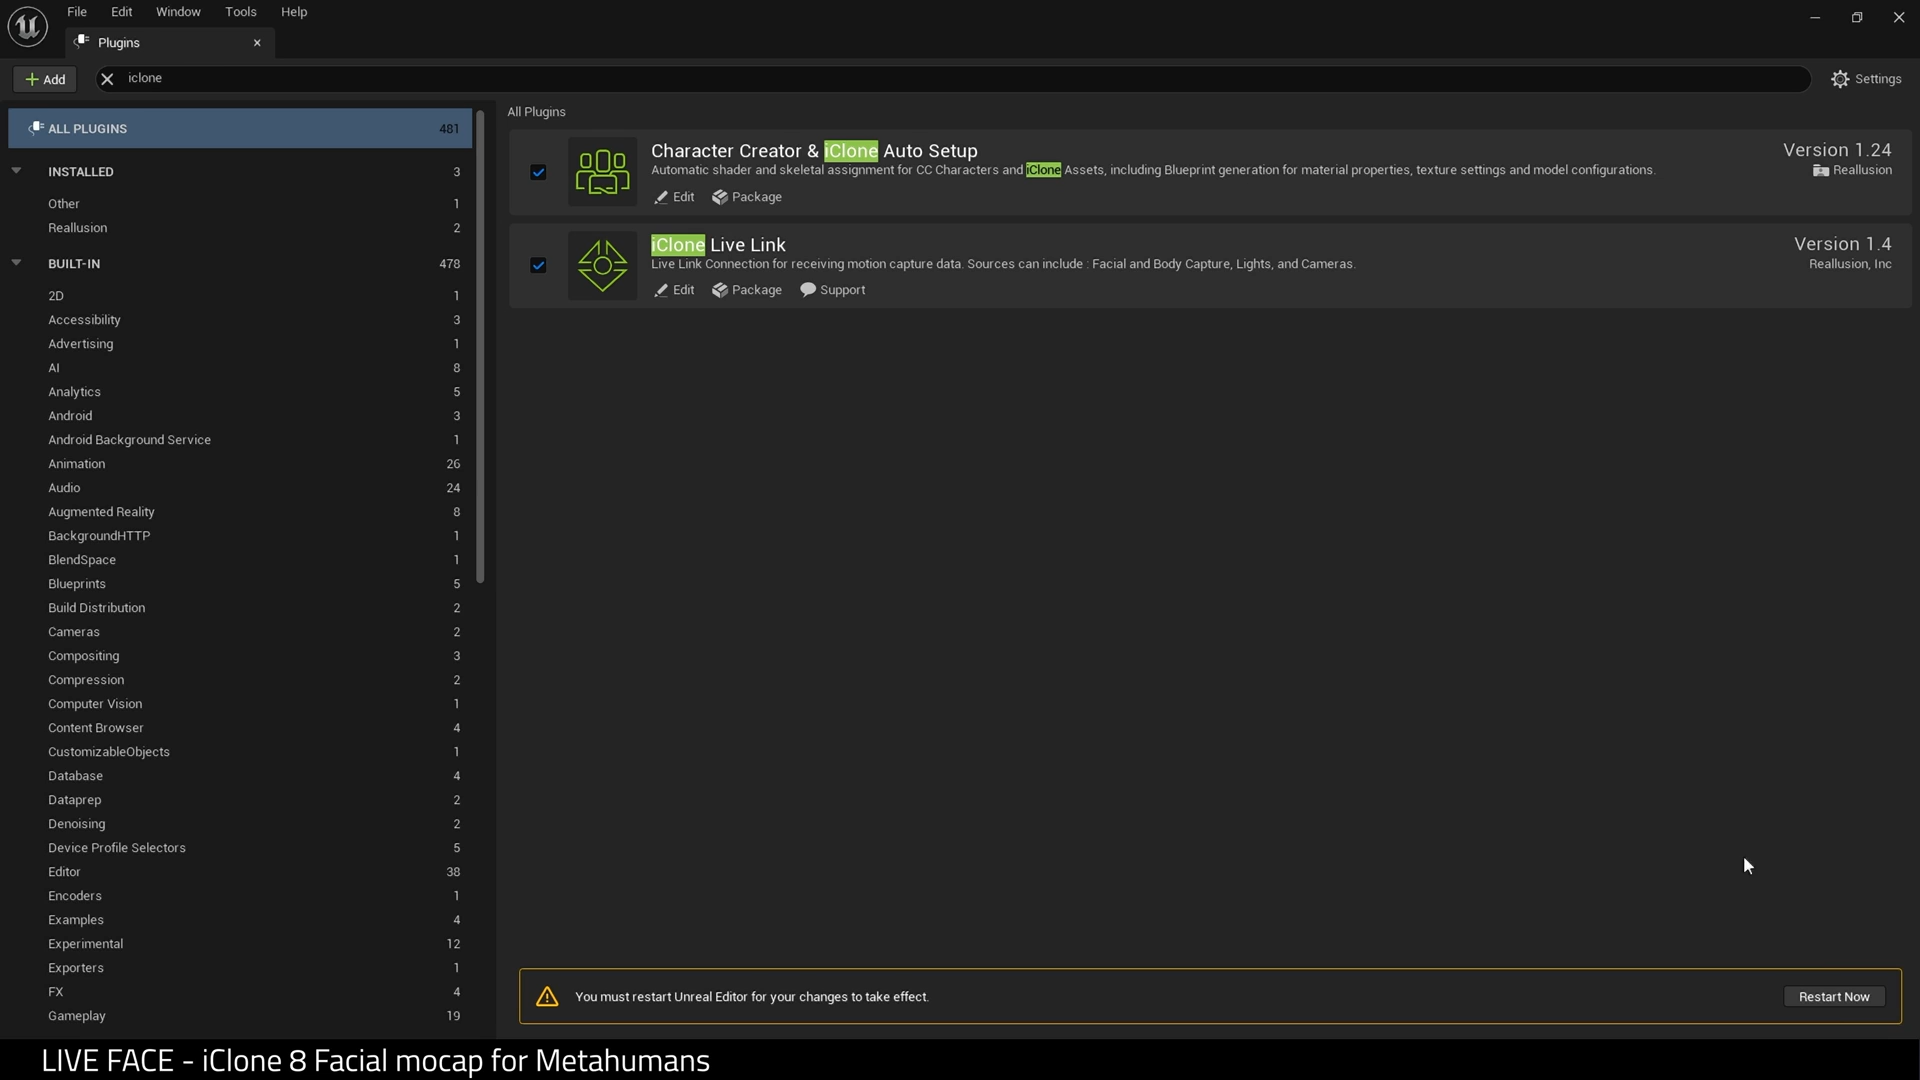 File Edit Window Tools Help
Plugins
Add
iclone
Settings
ALL PLUGINS 481
INSTALLED 3
Other 1
Reallusion 2
BUILT-IN 478
2D 1
Accessibility 3
Advertising 1
AI 8
Analytics 5
Android 3
Android Background Service 1
Animation 26
Audio 24
Augmented Reality 8
BackgroundHTTP 1
BlendSpace 1
Blueprints 5
Build Distribution 2
Cameras 2
Compositing 3
Compression 2
Computer Vision 1
Content Browser 4
CustomizableObjects 1
Database 4
Dataprep 2
Denoising 2
Device Profile Selectors 5
Editor 38
Encoders 1
Examples 4
Experimental 12
Exporters 1
FX 4
Gameplay 19
All Plugins
Character Creator & iClone Auto Setup
Version 1.24
Automatic shader and skeletal assignment for CC Characters and iClone Assets, including Blueprint generation for material properties, texture settings and model configurations.
Reallusion
Edit Package
iClone Live Link
Version 1.4
Live Link Connection for receiving motion capture data. Sources can include : Facial and Body Capture, Lights, and Cameras.
Reallusion, Inc
Edit Package Support
You must restart Unreal Editor for your changes to take effect.
Restart Now
LIVE FACE - iClone 8 Facial mocap for Metahumans